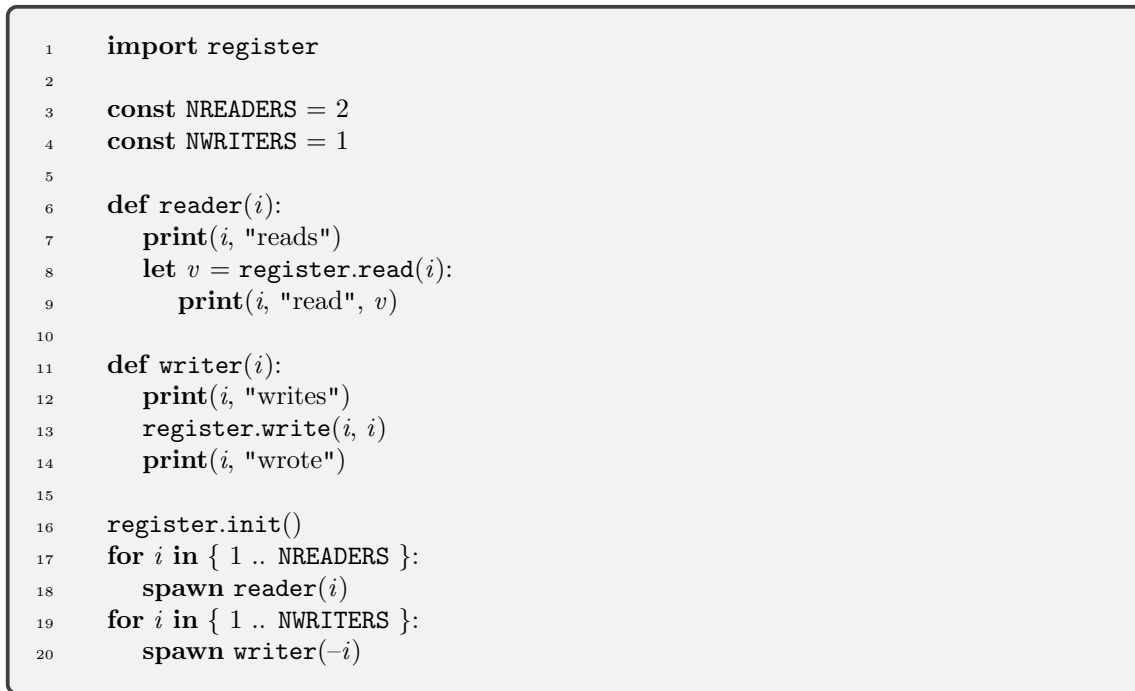 1 import register
2
3 const NREADERS = 2
4 const NWRITERS = 1
5
6 def reader(i):
7 print(i, "reads")
8 let v = register.read(i):
9 print(i, "read", v)
10
11 def writer(i):
12 print(i, "writes")
13 register.write(i, i)
14 print(i, "wrote")
15
16 register.init()
17 for i in { 1 .. NREADERS }:
18 spawn reader(i)
19 for i in { 1 .. NWRITERS }:
20 spawn writer(–i)